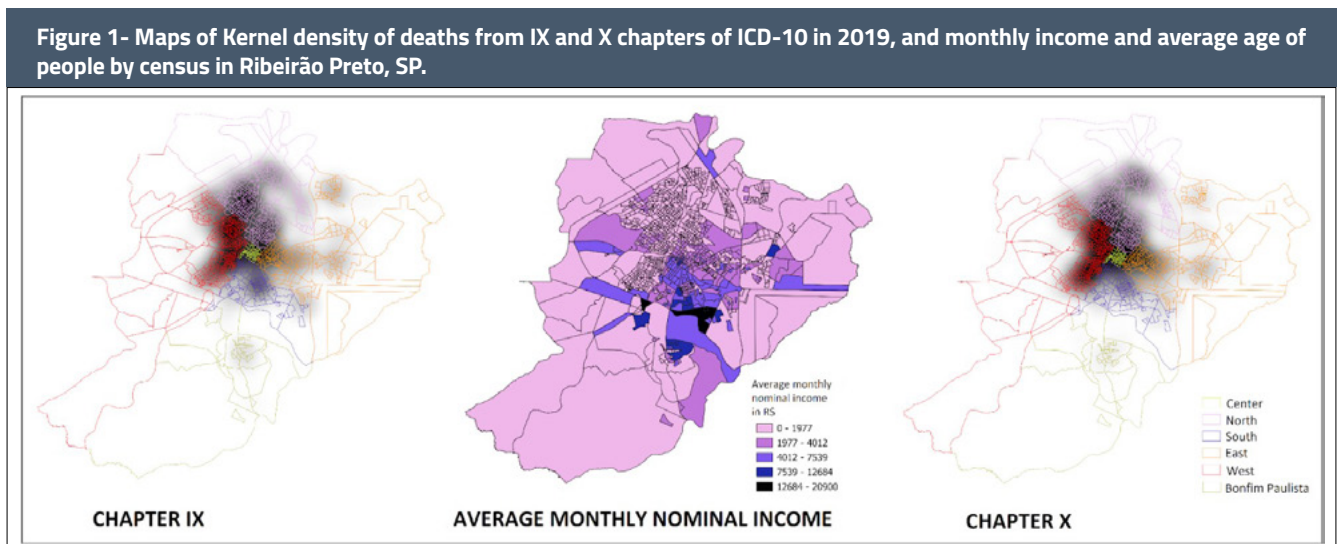 Figure 1- Maps of Kernel density of deaths from IX and X chapters of ICD-10 in 2019, and monthly income and average age of
people by census in Ribeirão Preto, SP.
CHAPTER IX
Average monthly
nominal income
in RS
0 - 1977
1977 - 4012
4012 - 7539
7539 - 12684
12684 - 20900
AVERAGE MONTHLY NOMINAL INCOME
Center
North
South
East
West
Bonfim Paulista
CHAPTER X